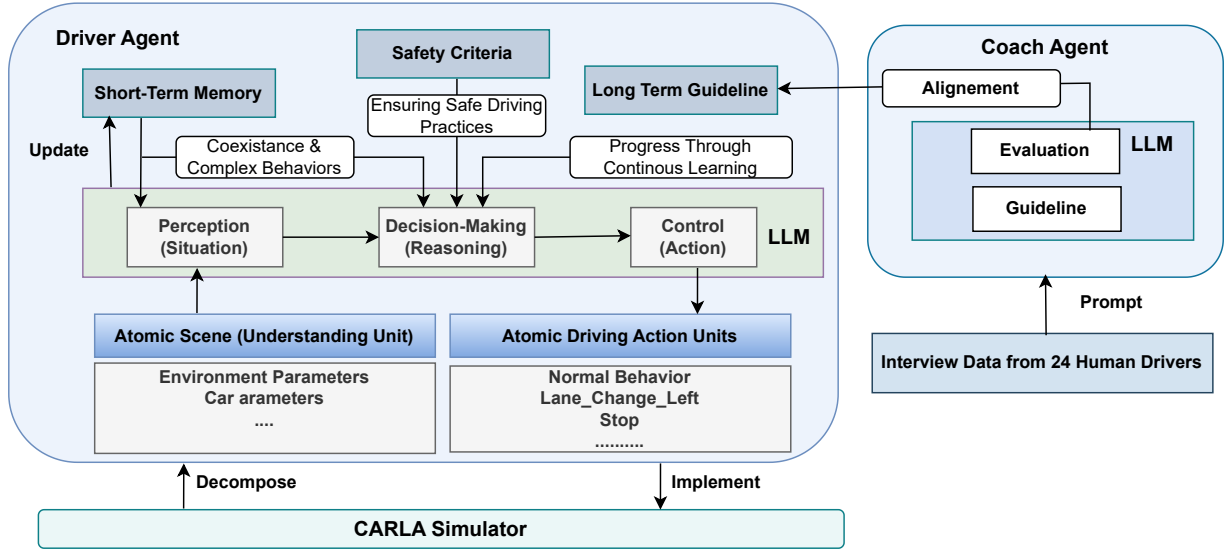 Driver Agent
Safety Criteria
Coach Agent
Short-Term Memory
Long Term Guideline
Alignement
Ensuring Safe Driving
Practices
Update
Coexistance &
Complex Behaviors
Progress Through
Continous Learning
Evaluation
LLM
Guideline
Perception
(Situation)
Decision-Making
(Reasoning)
Control
(Action)
LLM
Prompt
Atomic Scene (Understanding Unit)
Atomic Driving Action Units
Interview Data from 24 Human Drivers
Environment Parameters
Car arameters
....
Normal Behavior
Lane_Change_Left
Stop
..........
Decompose
Implement
CARLA Simulator